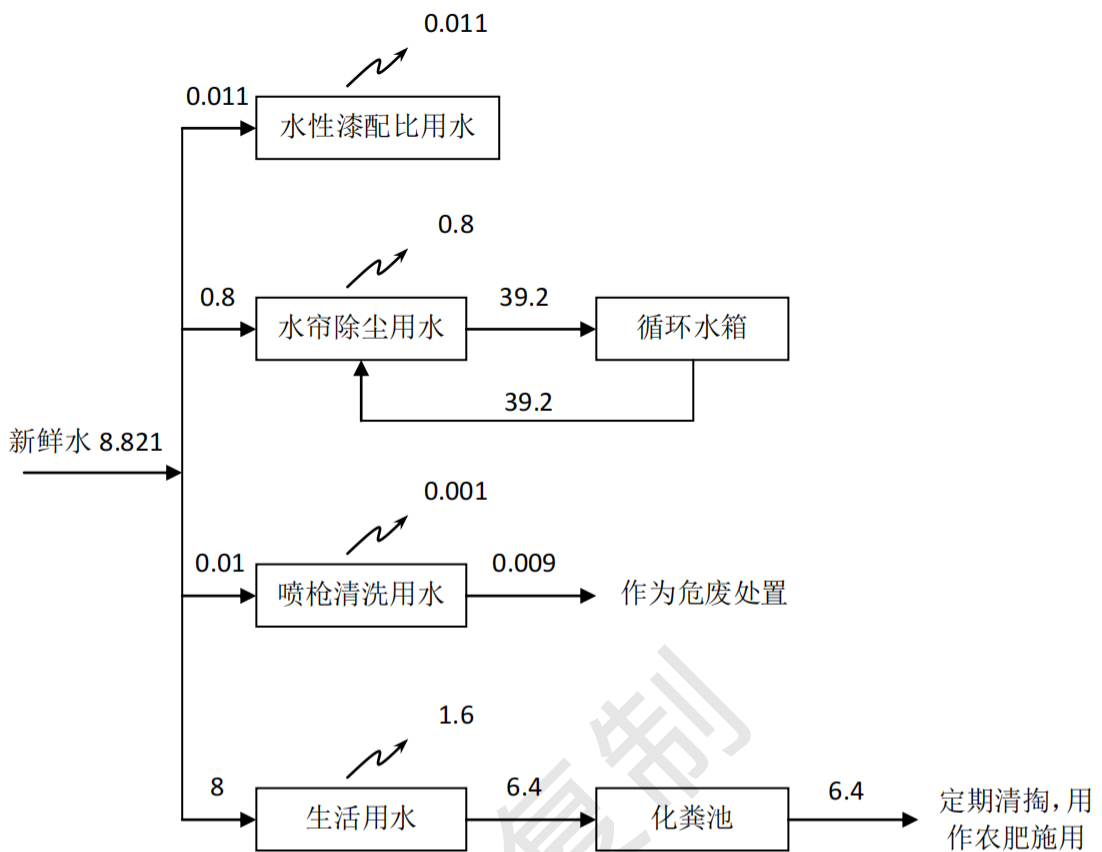 0.011
0.011
水性漆配比用水
0.8
0.8
水帘除尘用水
39.2
循环水箱
39.2
新鲜水 8.821
0.001
0.01
喷枪清洗用水
0.009
作为危废处置
1.6
8
生活用水
6.4
化粪池
6.4
定期清掏,用
作农肥施用
复制